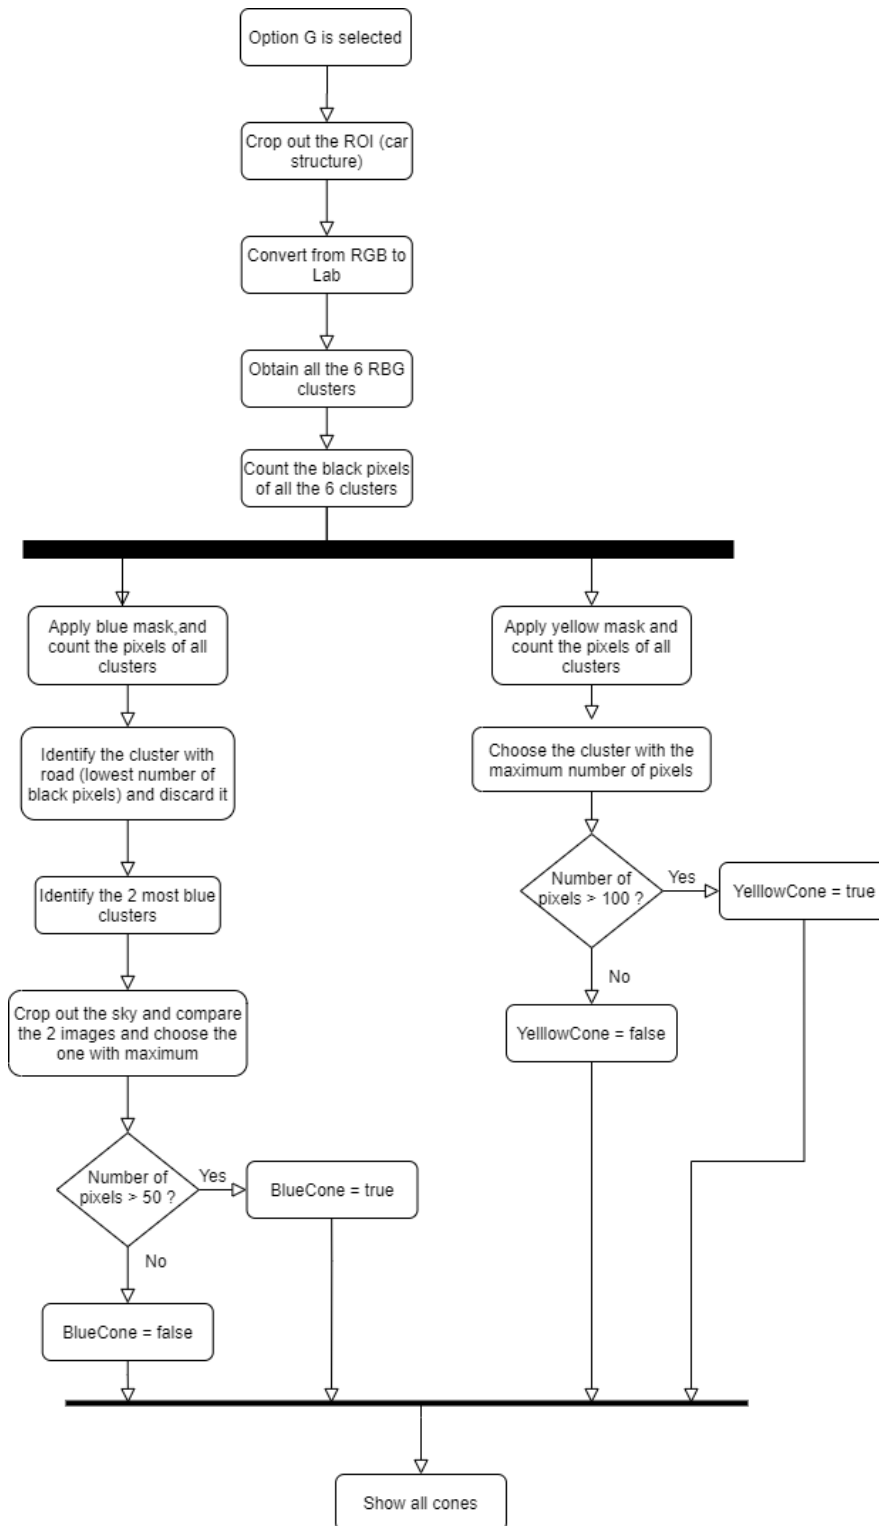 Option G is selected
Crop out the ROI (car
structure)
Convert from RGB to
Lab
Obtain all the 6 RBG
clusters
Count the black pixels
of all the 6 clusters
Apply blue mask,and
count the pixels of all
clusters
Identify the cluster with
road (lowest number of
black pixels) and discard it
Identify the 2 most blue
clusters
Crop out the sky and compare
the 2 images and choose the
one with maximum
Number of
pixels > 50 ?
Yes
BlueCone = true
No
BlueCone = false
Apply yellow mask and
count the pixels of all
clusters
Choose the cluster with the
maximum number of pixels
Number of
pixels > 100 ?
Yes
YelllowCone = true
No
YelllowCone = false
Show all cones